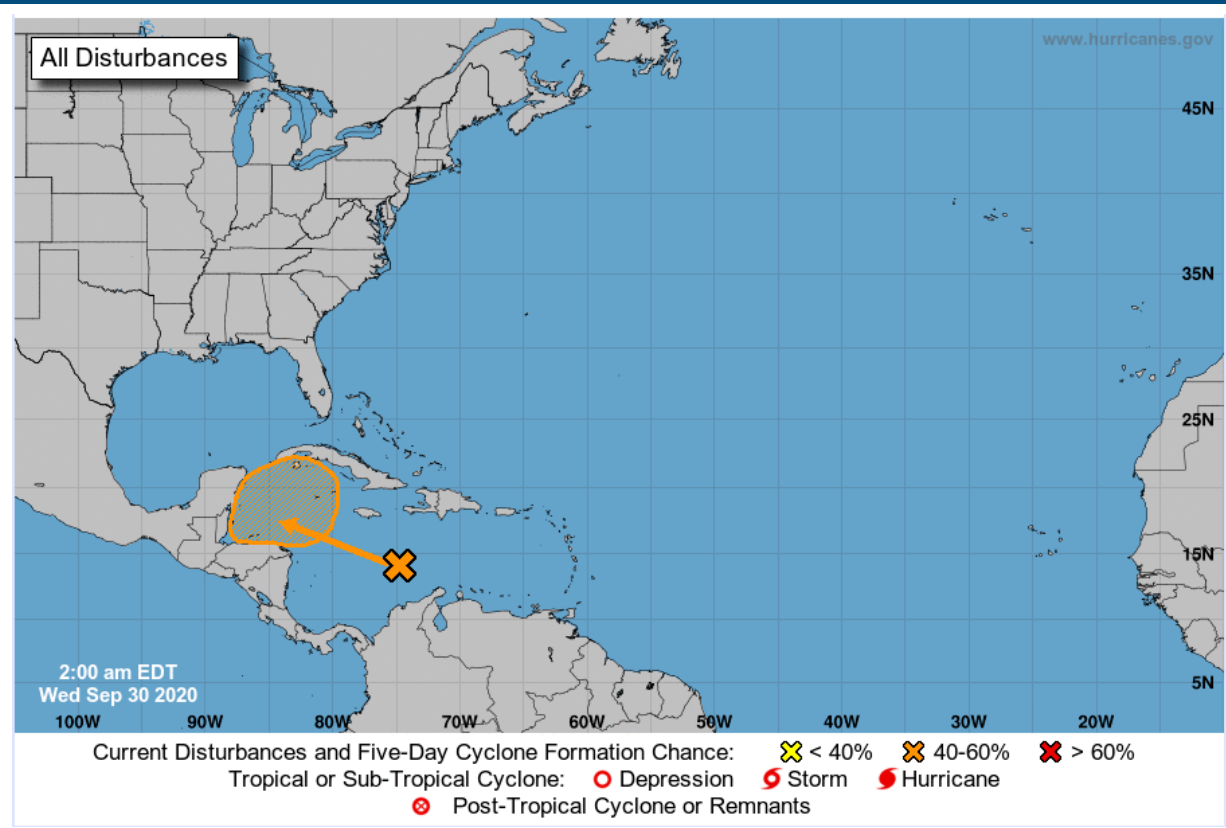 All Disturbances
www.hurricanes.gov
45N
35N
25N
15N
5N
2:00 am EDT
Wed Sep 30 2020
100W 90W 80W 70W 60W 50W 40W 30W 20W
Current Disturbances and Five-Day Cyclone Formation Chance: < 40% 40-60% > 60%
Tropical or Sub-Tropical Cyclone: Depression Storm Hurricane
Post-Tropical Cyclone or Remnants